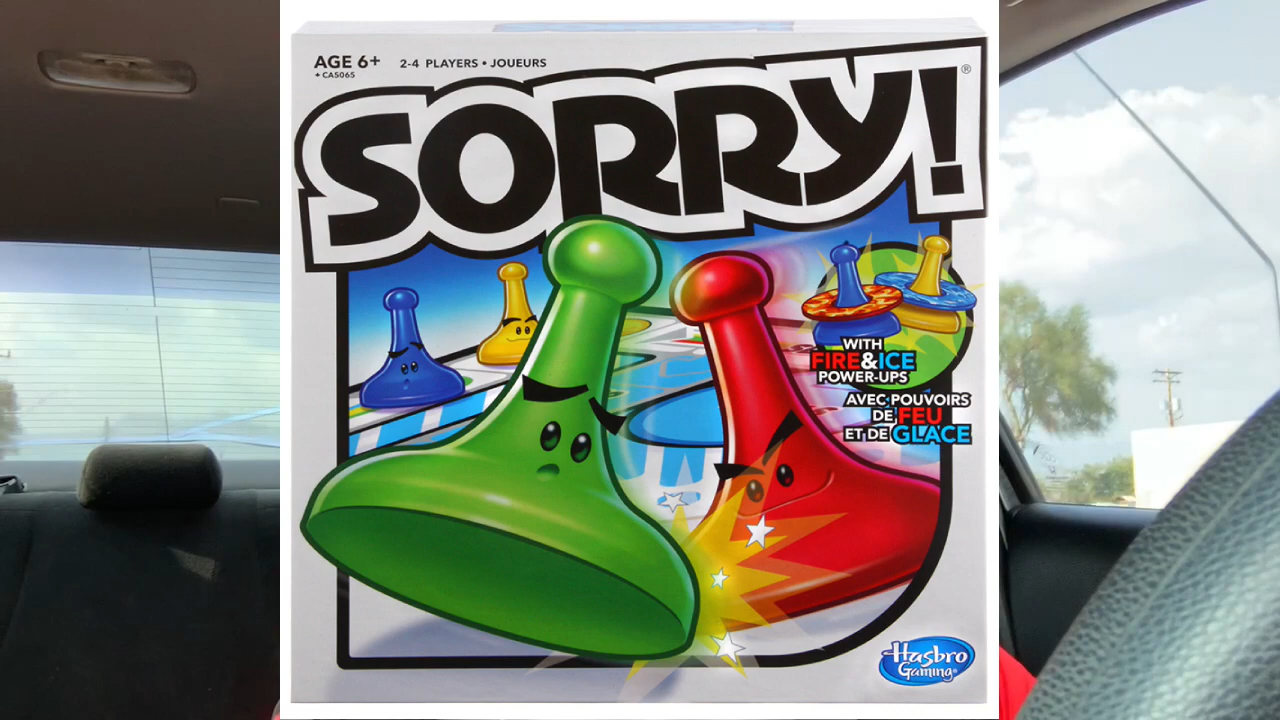 AGE 6+
+ CA5065
2-4 PLAYERS • JOUEURS
SORRY!®
WITH
FIRE&ICE
POWER-UPS
AVEC POUVOIRS
DE FEU
ET DE GLACE
Hasbro
Gaming®